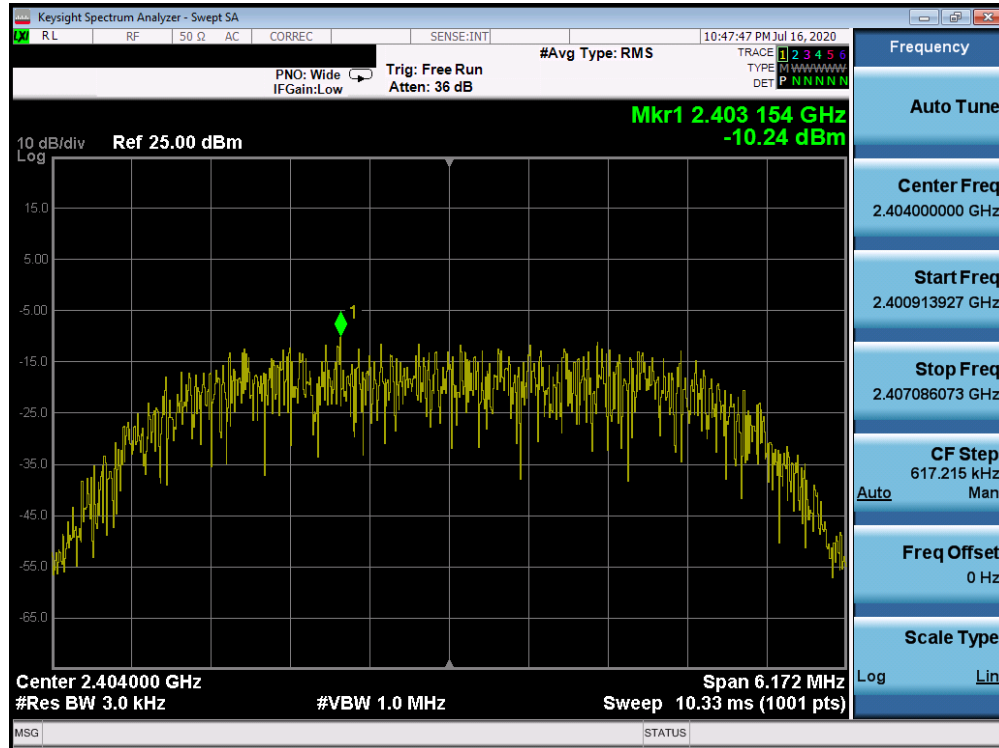 Keysight Spectrum Analyzer - Swept SA
LXI RL RF 50 Ω AC CORREC SENSE:INT 10:47:47 PM Jul 16, 2020
#Avg Type: RMS TRACE 1 2 3 4 5 6
PNO: Wide Trig: Free Run TYPE M WWWWW
IFGain:Low Atten: 36 dB DET P N N N N N
Mkr1 2.403 154 GHz
10 dB/div Ref 25.00 dBm -10.24 dBm
Log
15.0
5.00
1
-5.00
-15.0
-25.0
-35.0
-45.0
-55.0
-65.0
Center 2.404000 GHz Span 6.172 MHz
#Res BW 3.0 kHz #VBW 1.0 MHz Sweep 10.33 ms (1001 pts)
MSG STATUS
Frequency
Auto Tune
Center Freq
2.404000000 GHz
Start Freq
2.400913927 GHz
Stop Freq
2.407086073 GHz
CF Step
617.215 kHz
Auto Man
Freq Offset
0 Hz
Scale Type
Log Lin